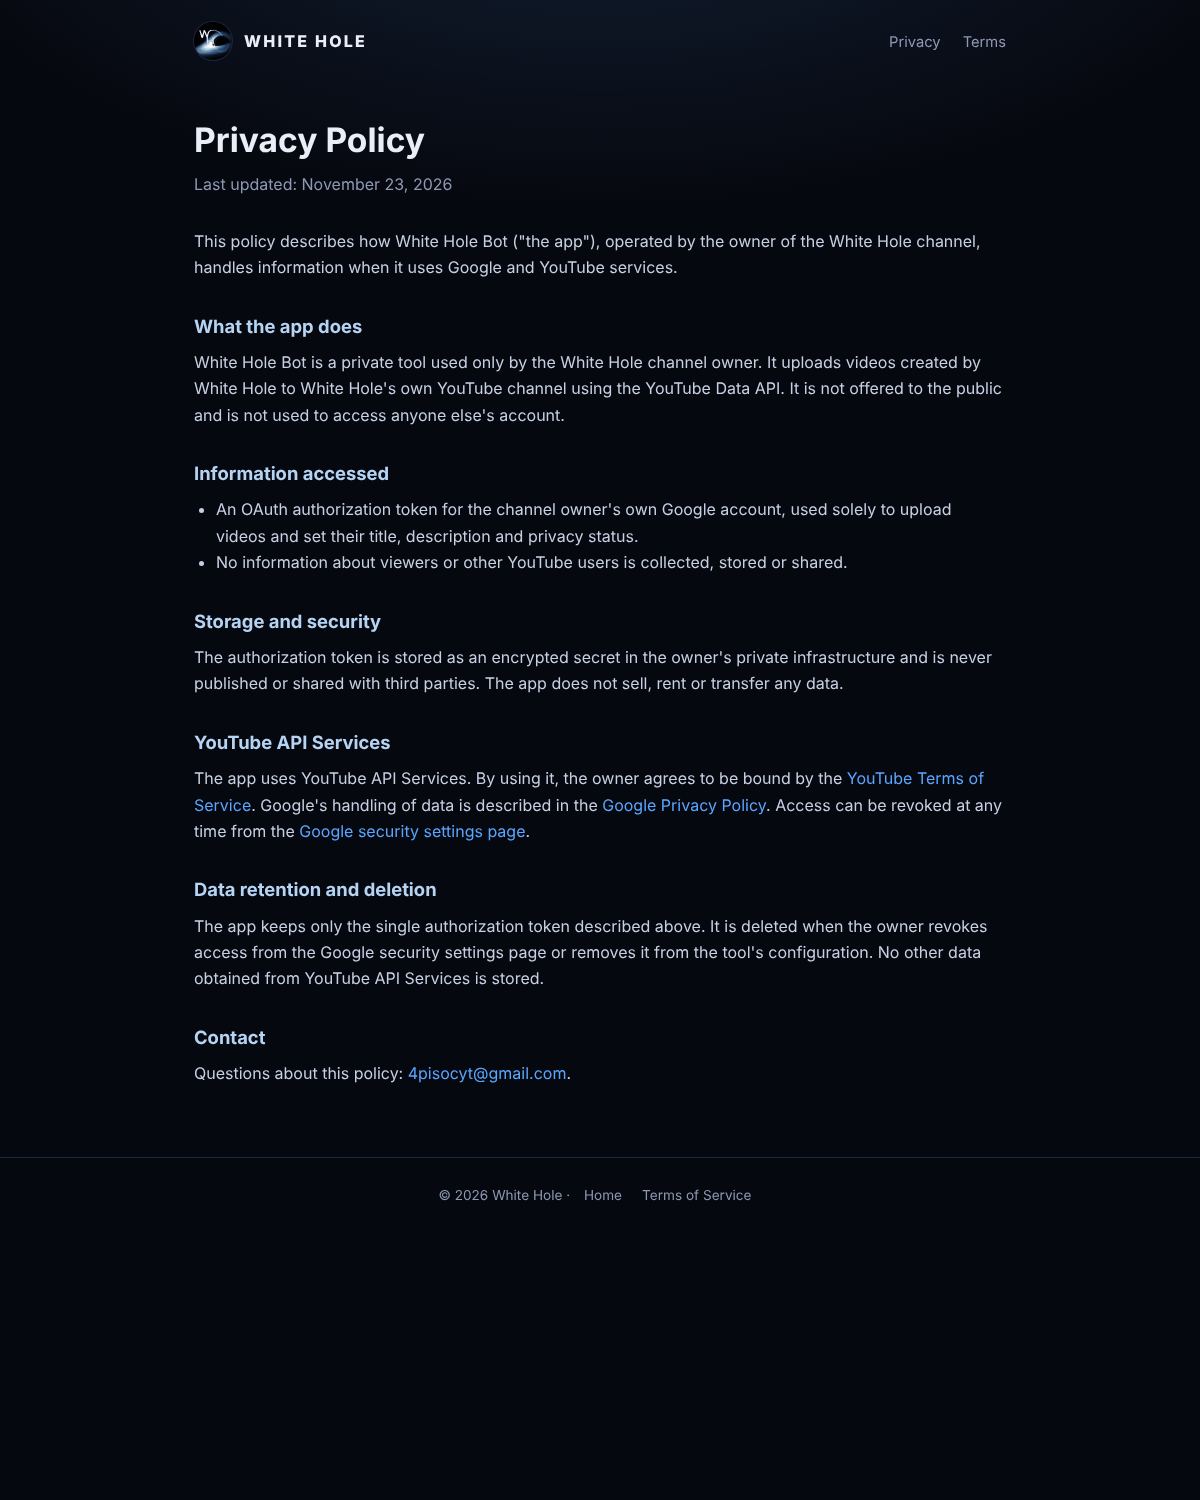 WHITE HOLE
Privacy Terms
Privacy Policy
Last updated: November 23, 2026
This policy describes how White Hole Bot ("the app"), operated by the owner of the White Hole channel,
handles information when it uses Google and YouTube services.
What the app does
White Hole Bot is a private tool used only by the White Hole channel owner. It uploads videos created by
White Hole to White Hole's own YouTube channel using the YouTube Data API. It is not offered to the public
and is not used to access anyone else's account.
Information accessed
• An OAuth authorization token for the channel owner's own Google account, used solely to upload
videos and set their title, description and privacy status.
• No information about viewers or other YouTube users is collected, stored or shared.
Storage and security
The authorization token is stored as an encrypted secret in the owner's private infrastructure and is never
published or shared with third parties. The app does not sell, rent or transfer any data.
YouTube API Services
The app uses YouTube API Services. By using it, the owner agrees to be bound by the YouTube Terms of
Service. Google's handling of data is described in the Google Privacy Policy. Access can be revoked at any
time from the Google security settings page.
Data retention and deletion
The app keeps only the single authorization token described above. It is deleted when the owner revokes
access from the Google security settings page or removes it from the tool's configuration. No other data
obtained from YouTube API Services is stored.
Contact
Questions about this policy: 4pisocyt@gmail.com.
© 2026 White Hole · Home Terms of Service